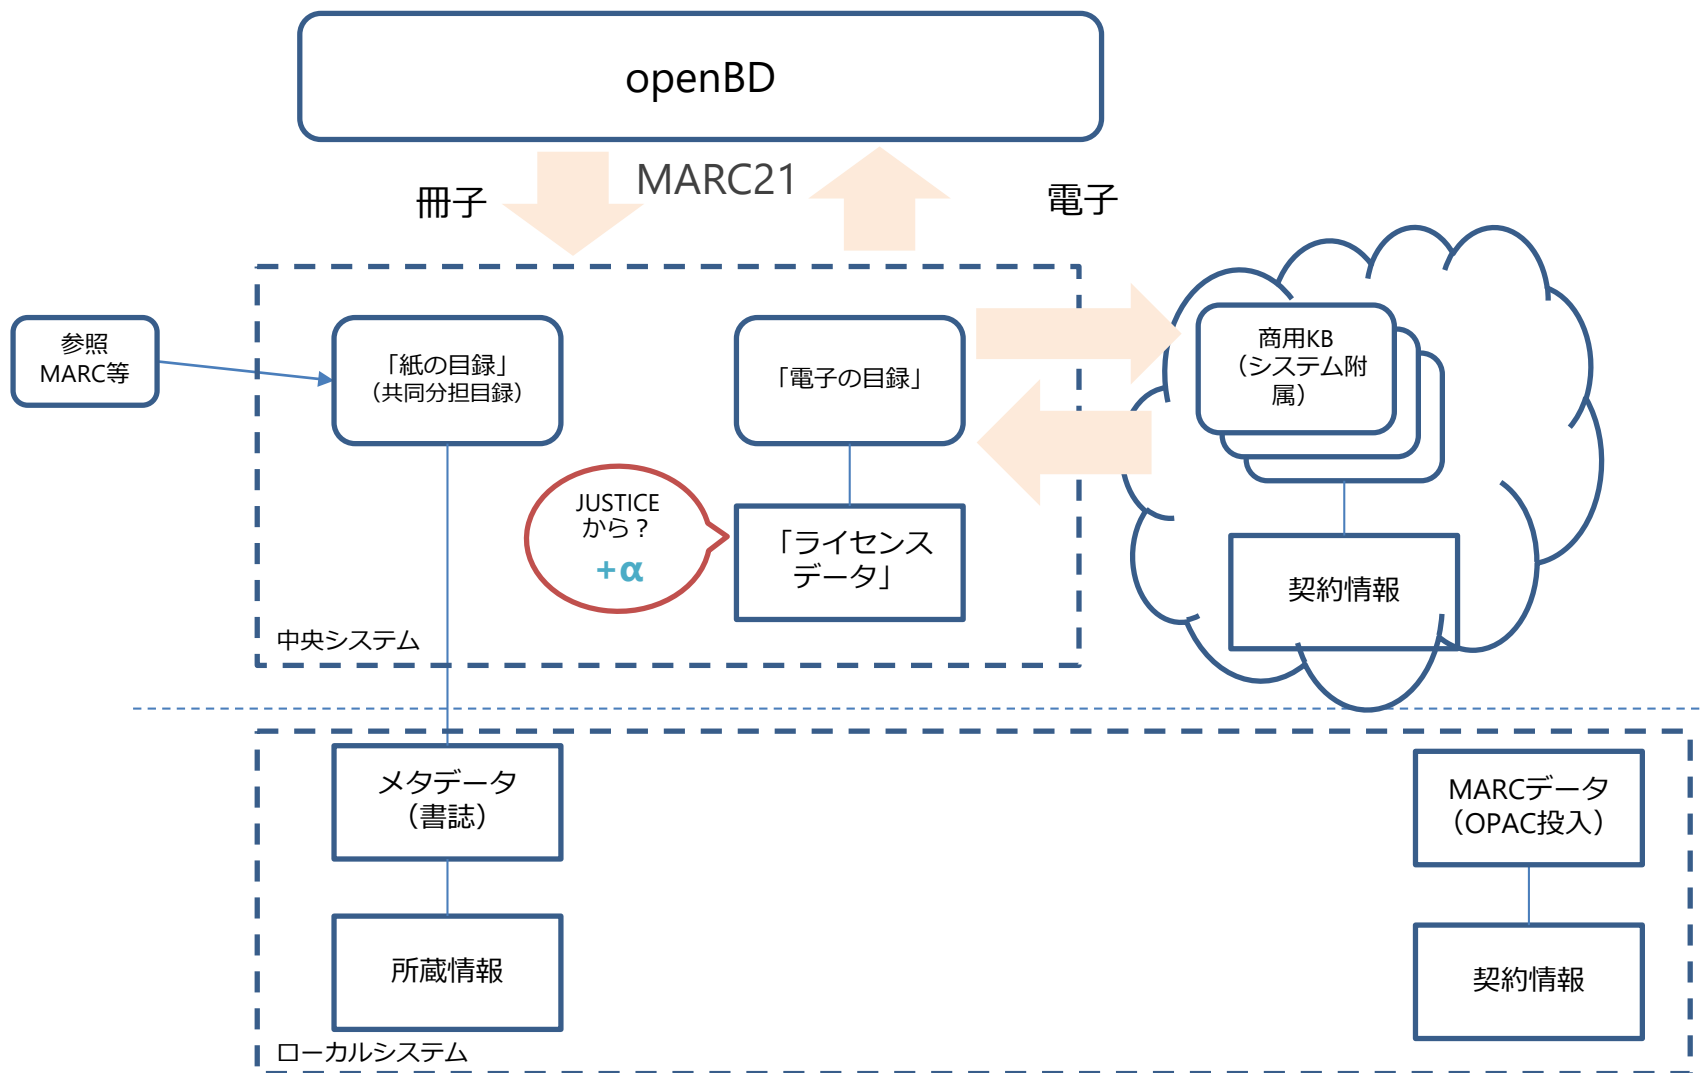 openBD
冊子
MARC21
電子
参照
MARC等
「紙の目録」
（共同分担目録）
「電子の目録」
商用KB
（システム附
属）
JUSTICE
から？
+α
「ライセンス
データ」
契約情報
中央システム
メタデータ
（書誌）
MARCデータ
（OPAC投入）
所蔵情報
契約情報
ローカルシステム